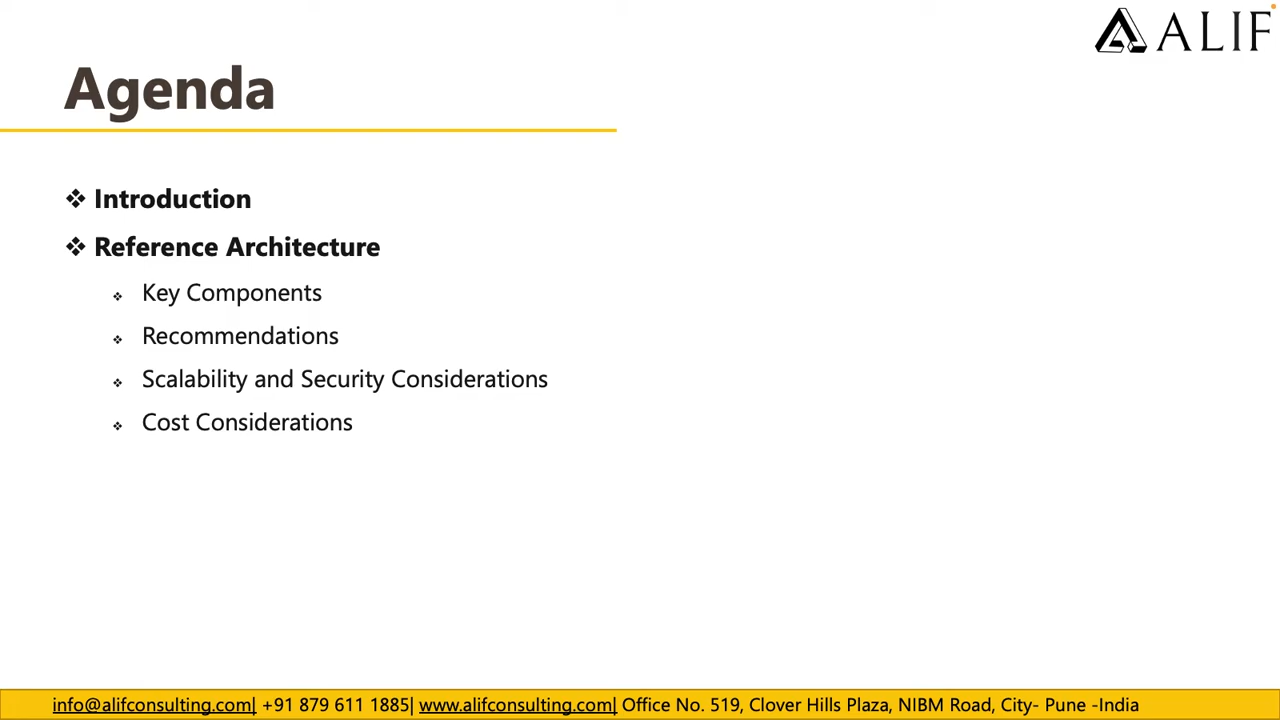 ALIF
Agenda
❖ Introduction
❖ Reference Architecture
❖ Key Components
❖ Recommendations
❖ Scalability and Security Considerations
❖ Cost Considerations
info@alifconsulting.com| +91 879 611 1885| www.alifconsulting.com| Office No. 519, Clover Hills Plaza, NIBM Road, City- Pune -India